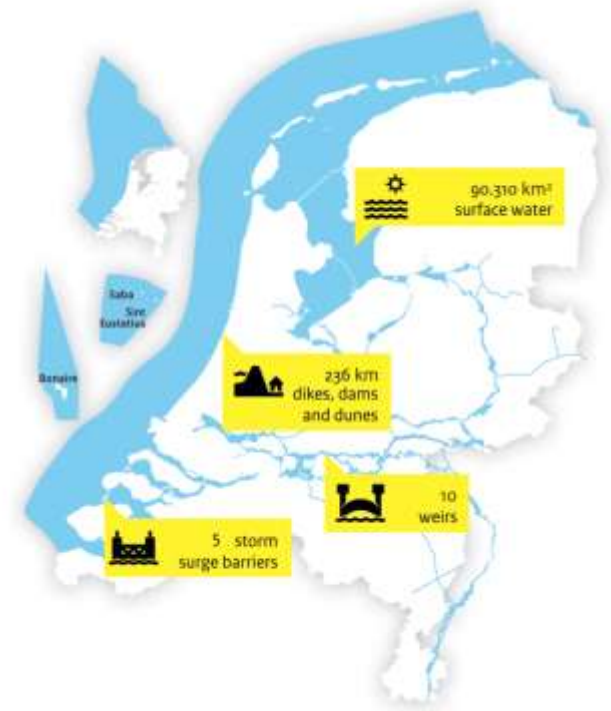 90.310 km²
surface water
Saba
Sint
Eustatius
Bonaire
236 km
dikes, dams
and dunes
10
weirs
5 storm
surge barriers